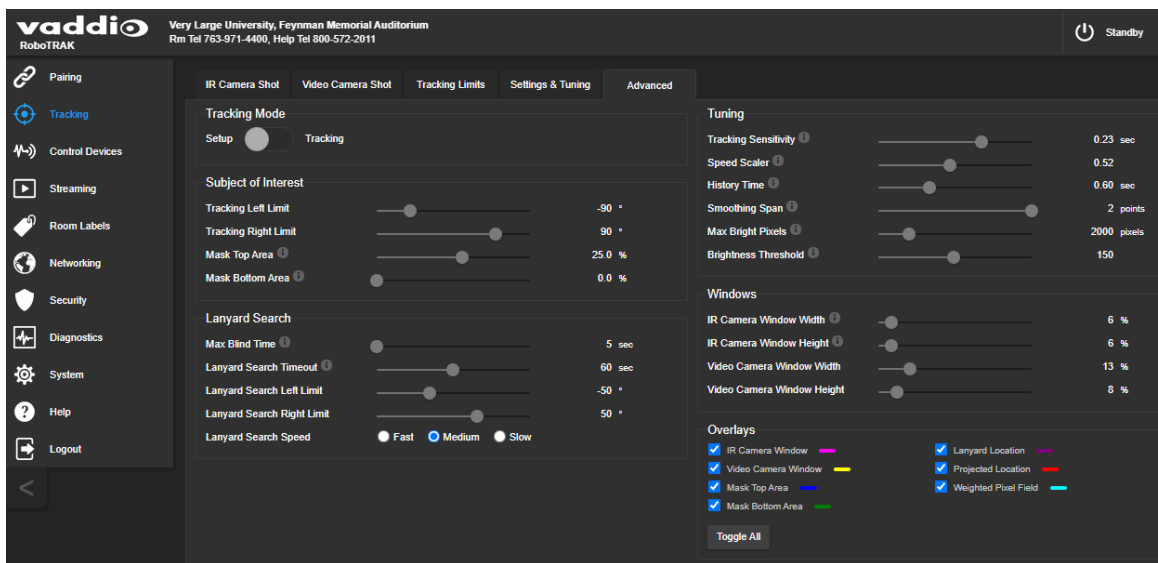 vaddio
RoboTRAK
Very Large University, Feynman Memorial Auditorium
Rm Tel 763-971-4400, Help Tel 800-572-2011
Standby
Pairing
Tracking
Control Devices
Streaming
Room Labels
Networking
Security
Diagnostics
System
Help
Logout
<
IR Camera Shot Video Camera Shot Tracking Limits Settings & Tuning Advanced
Tracking Mode
Setup Tracking
Subject of Interest
Tracking Left Limit -90 °
Tracking Right Limit 90 °
Mask Top Area 25.0 %
Mask Bottom Area 0.0 %
Lanyard Search
Max Blind Time 5 sec
Lanyard Search Timeout 60 sec
Lanyard Search Left Limit -50 °
Lanyard Search Right Limit 50 °
Lanyard Search Speed Fast Medium Slow
Tuning
Tracking Sensitivity 0.23 sec
Speed Scaler 0.52
History Time 0.60 sec
Smoothing Span 2 points
Max Bright Pixels 2000 pixels
Brightness Threshold 150
Windows
IR Camera Window Width 6 %
IR Camera Window Height 6 %
Video Camera Window Width 13 %
Video Camera Window Height 8 %
Overlays
IR Camera Window Lanyard Location
Video Camera Window Projected Location
Mask Top Area Weighted Pixel Field
Mask Bottom Area
Toggle All